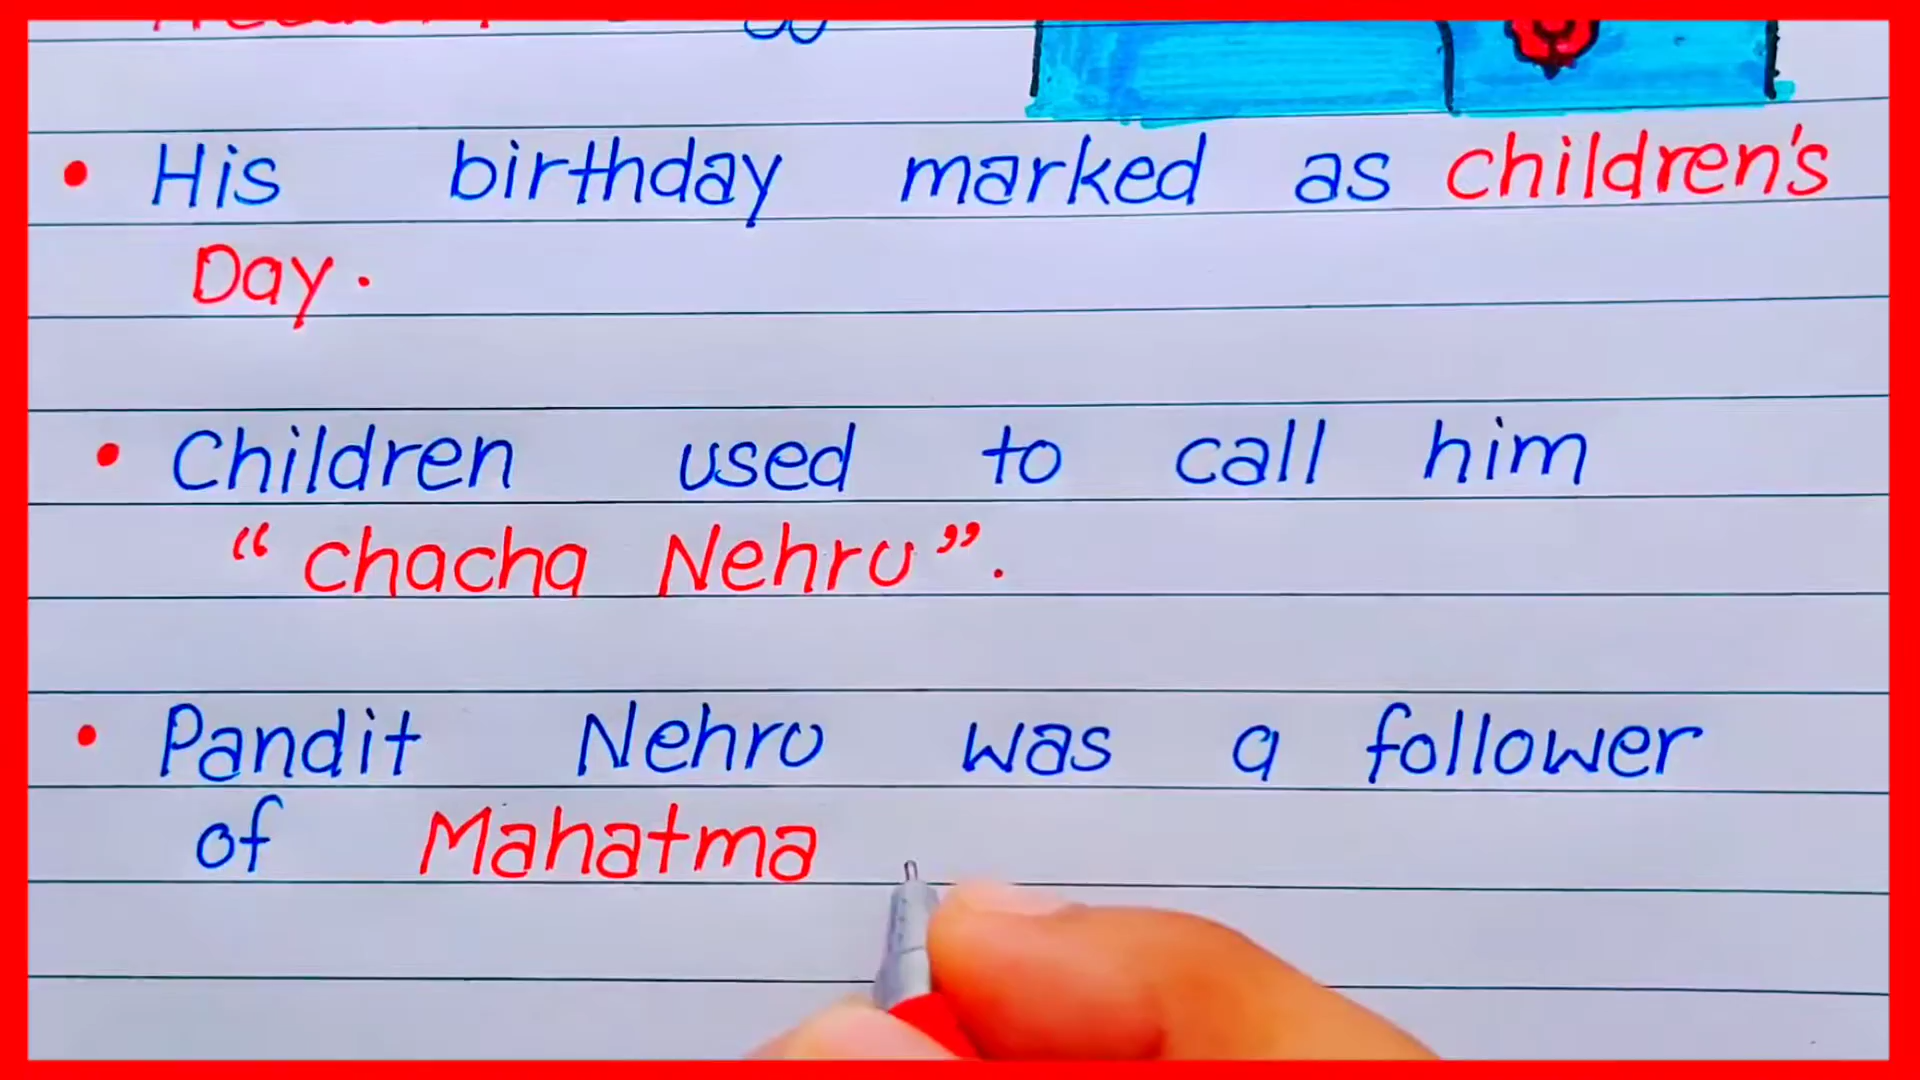 • His birthday marked as children's
Day.
• Children used to call him
“chacha Nehru”.
• Pandit Nehru was a follower
of Mahatma